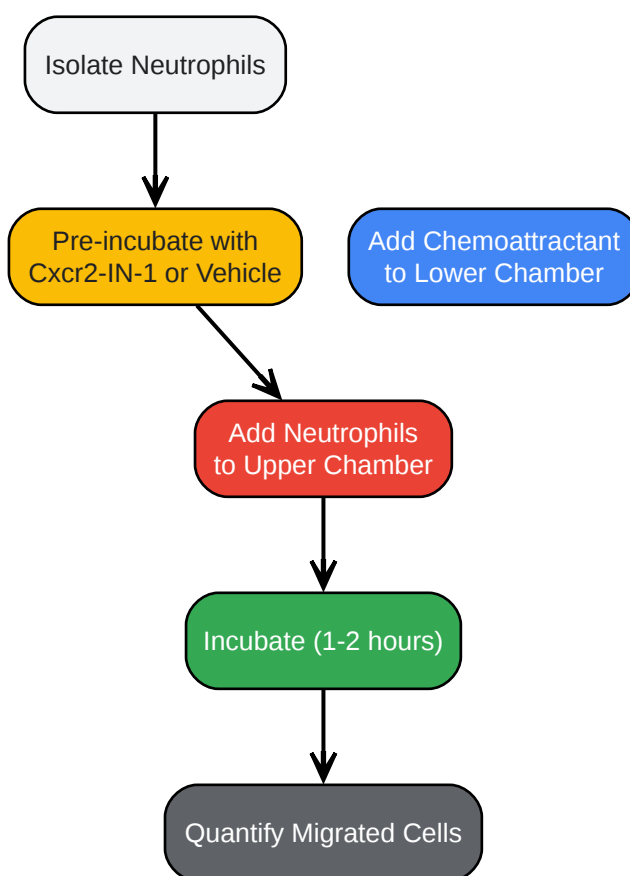 Isolate Neutrophils
Pre-incubate with
Cxcr2-IN-1 or Vehicle
Add Chemoattractant
to Lower Chamber
Add Neutrophils
to Upper Chamber
Incubate (1-2 hours)
Quantify Migrated Cells